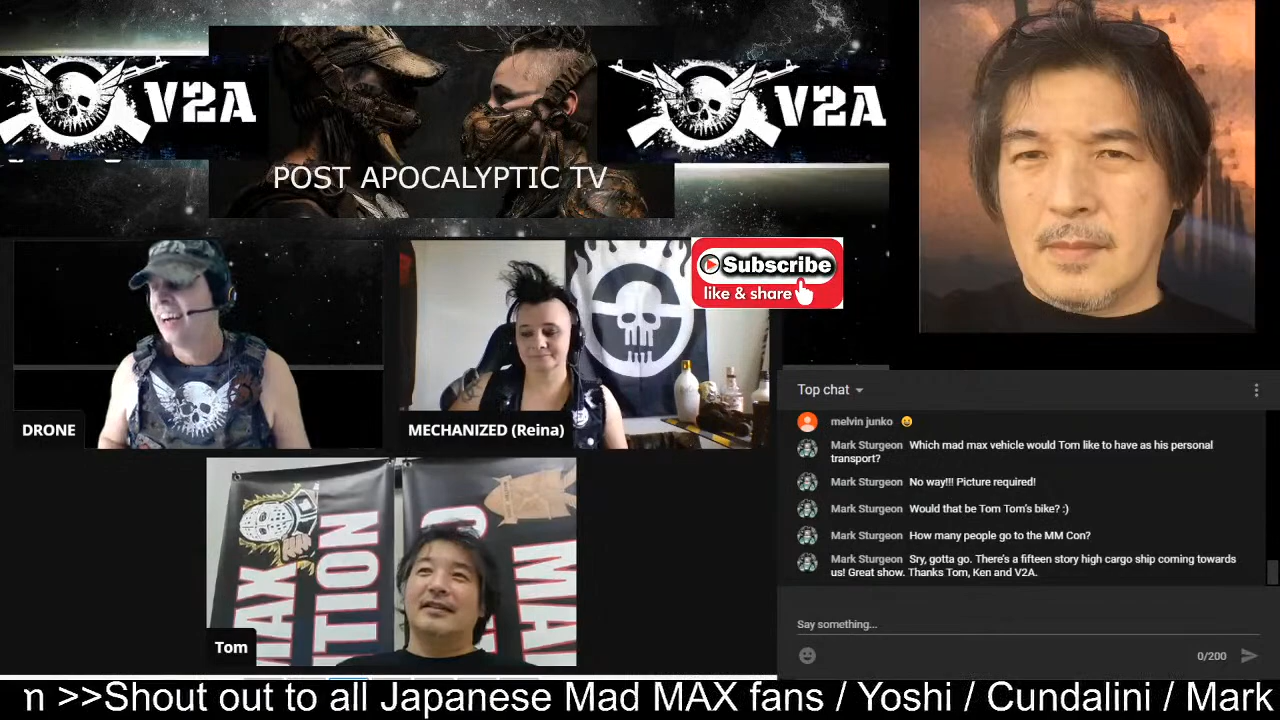 V2A
V2A
POST APOCALYPTIC TV
Subscribe
like & share
DRONE
MECHANIZED (Reina)
MAX
TION
MA
Tom
Top chat
melvin junko
Mark Sturgeon Which mad max vehicle would Tom like to have as his personal
transport?
Mark Sturgeon No way!!! Picture required!
Mark Sturgeon Would that be Tom Tom's bike? :)
Mark Sturgeon How many people go to the MM Con?
Mark Sturgeon Sry, gotta go. There's a fifteen story high cargo ship coming towards
us! Great show. Thanks Tom, Ken and V2A.
Say something...
0/200
n >>Shout out to all Japanese Mad MAX fans / Yoshi / Cundalini / Mark